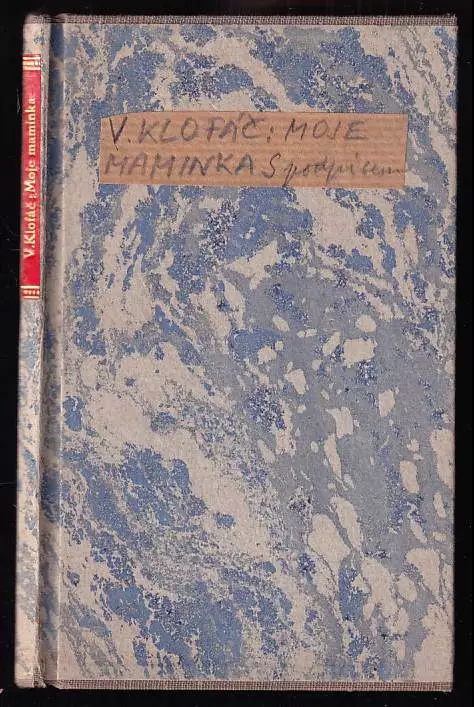 V. Klofáč: Moje maminka
V. KLOFÁČ: MOJE
MAMINKA S podpisem